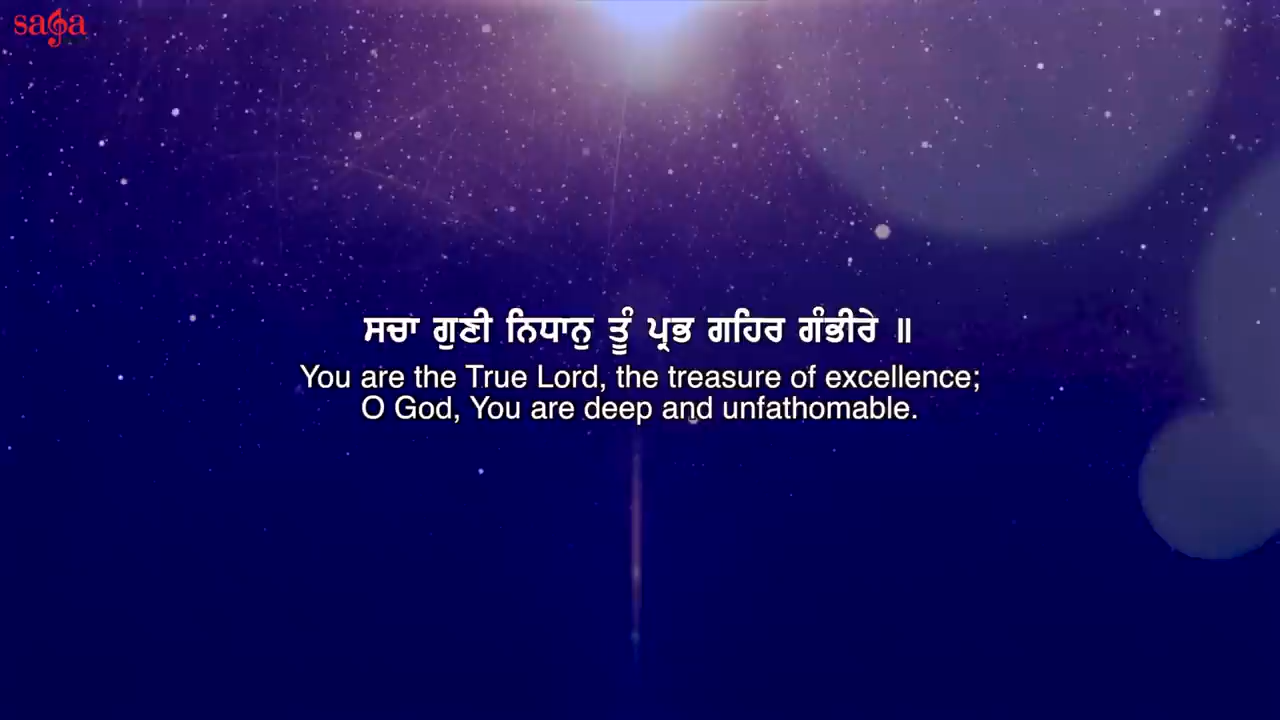 saga
ਸਚਾ ਗੁਣੀ ਨਿਧਾਨੁ ਤੂੰ ਪ੍ਰਭ ਗਹਿਰ ਗੰਭੀਰੇ ॥
You are the True Lord, the treasure of excellence;
O God, You are deep and unfathomable.